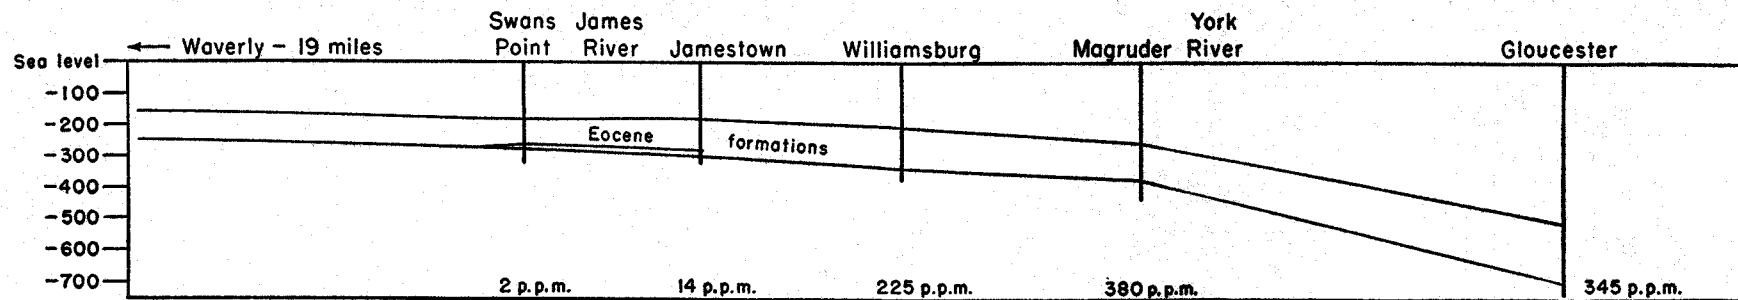 Swans James York
← Waverly – 19 miles Point River Jamestown Williamsburg Magruder River Gloucester
Sea level
-100
-200
Eocene formations
-300
-400
-500
-600
-700
2 p.p.m. 14 p.p.m. 225 p.p.m. 380 p.p.m. 345 p.p.m.